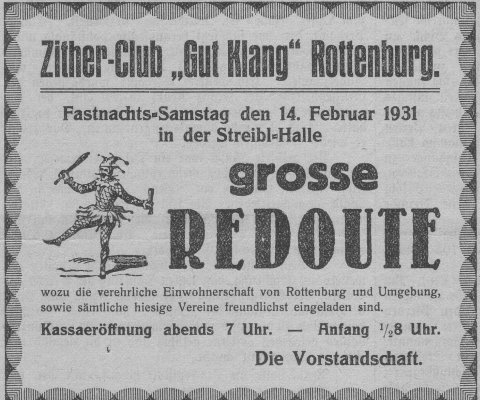 Zither-Club „Gut Klang“ Rottenburg.
Fastnachts-Samstag den 14. Februar 1931
in der Streibl-Halle
grosse
REDOUTE
wozu die verehrliche Einwohnerschaft von Rottenburg und Umgebung,
sowie sämtliche hiesige Vereine freundlichst eingeladen sind.
Kassaeröffnung abends 7 Uhr. — Anfang ½8 Uhr.
Die Vorstandschaft.